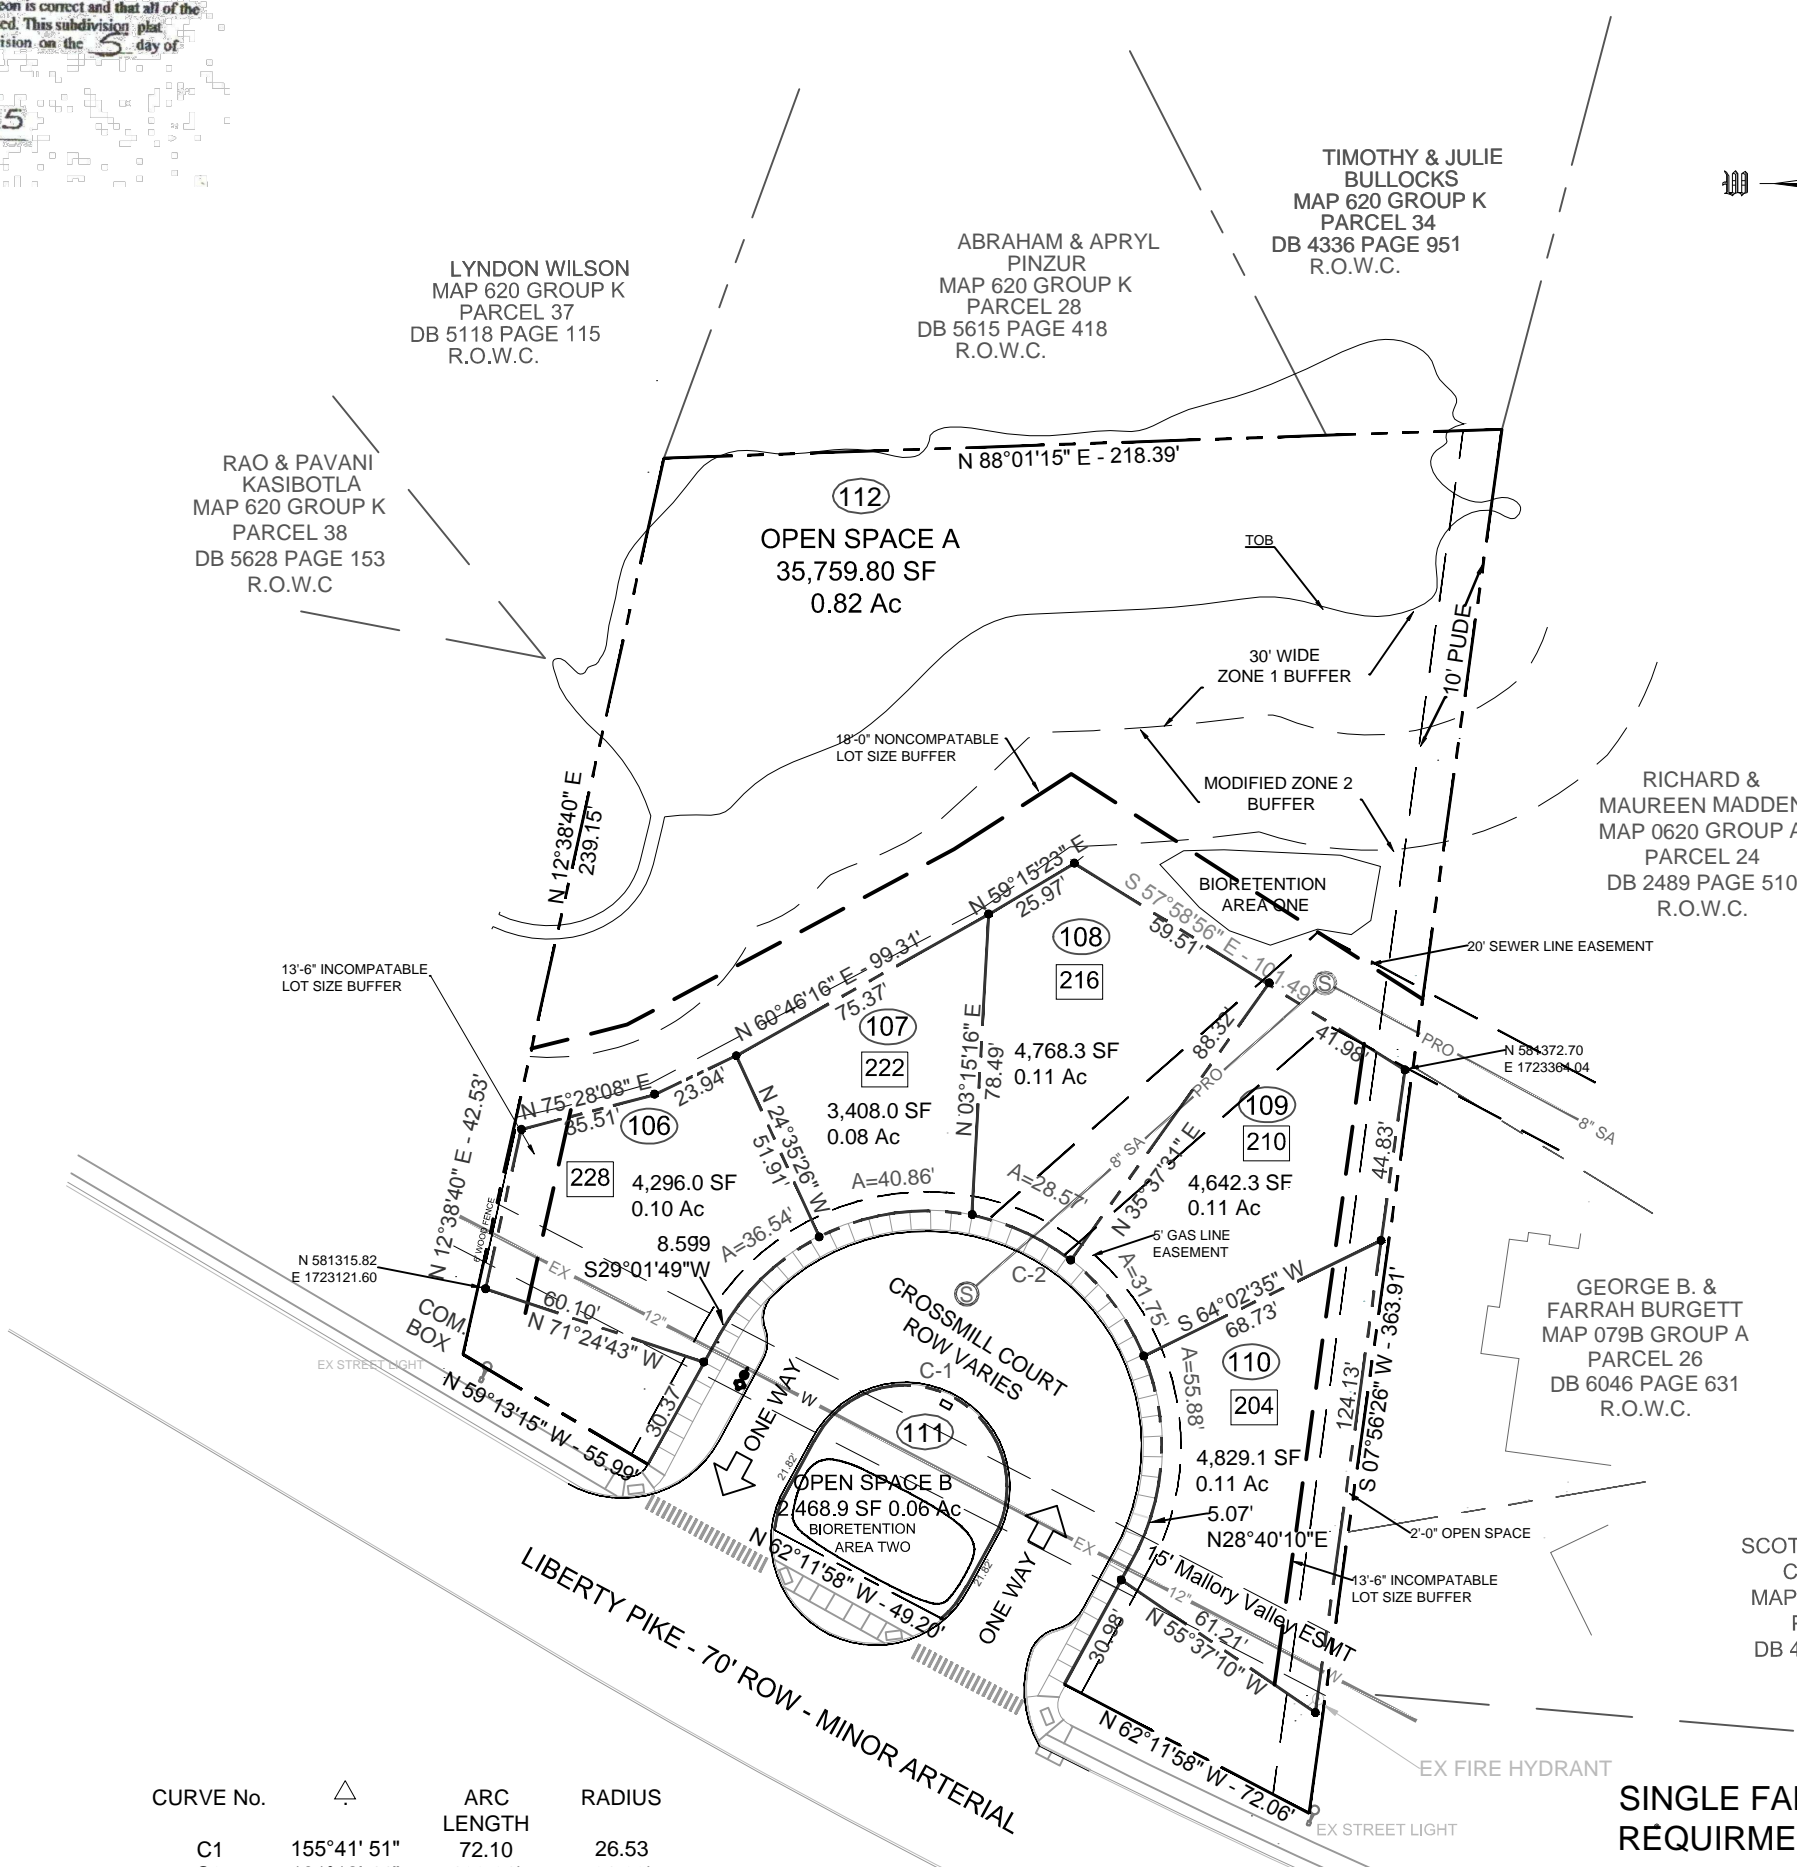 eon is correct and that all of the
ed. This subdivision plat
ision on the 5 day of
5
TIMOTHY & JULIE
BULLOCKS
MAP 620 GROUP K
PARCEL 34
DB 4336 PAGE 951
R.O.W.C.
ABRAHAM & APRYL
PINZUR
MAP 620 GROUP K
PARCEL 28
DB 5615 PAGE 418
R.O.W.C.
LYNDON WILSON
MAP 620 GROUP K
PARCEL 37
DB 5118 PAGE 115
R.O.W.C.
RAO & PAVANI
KASIBOTLA
MAP 620 GROUP K
PARCEL 38
DB 5628 PAGE 153
R.O.W.C
N 88°01'15" E - 218.39'
112
OPEN SPACE A
35,759.80 SF
0.82 Ac
TOB
30' WIDE
ZONE 1 BUFFER
10' PUDE
18'-0" NONCOMPATABLE
LOT SIZE BUFFER
MODIFIED ZONE 2
BUFFER
RICHARD &
MAUREEN MADDEN
MAP 0620 GROUP A
PARCEL 24
DB 2489 PAGE 510
R.O.W.C.
N 12°38'40" E
239.15'
BIORETENTION
AREA ONE
20' SEWER LINE EASEMENT
13'-6" INCOMPATABLE
LOT SIZE BUFFER
N 59°15'23" E
25.97'
S 57°58'56" E - 101.49'
59.51'
108
216
4,768.3 SF
0.11 Ac
N 60°46'16" E - 99.31'
75.37'
107
222
3,408.0 SF
0.08 Ac
N 03°15'16" E
78.49'
88.32'
S
41.98'
PRO
N 581372.70
E 1723364.04
8" SA
N 75°28'08" E
35.51'
23.94'
106
228
4,296.0 SF
0.10 Ac
N 24°35'26" W
51.91'
109
210
4,642.3 SF
0.11 Ac
44.83'
PRO
8" SA
N 35°37'31" E
N 12°38'40" E - 42.53'
6' WOOD FENCE
A=36.54'
A=40.86'
A=28.57'
A=31.75'
A=55.88'
5' GAS LINE
EASEMENT
8.599
S29°01'49"W
N 581315.82
E 1723121.60
EX
12"
W
60.10'
N 71°24'43" W
COM.
BOX
EX STREET LIGHT
N 59°13'15" W - 55.99'
30.37'
S
C-2
CROSSMILL COURT
ROW VARIES
C-1
ONE WAY
111
OPEN SPACE B
2,468.9 SF 0.06 Ac
BIORETENTION
AREA TWO
21.82'
21.82'
N 62°11'58" W - 49.20'
ONE WAY
S 64°02'35" W
68.73'
110
204
4,829.1 SF
0.11 Ac
5.07'
N28°40'10"E
124.13'
S 07°56'26" W - 363.91'
GEORGE B. &
FARRAH BURGETT
MAP 079B GROUP A
PARCEL 26
DB 6046 PAGE 631
R.O.W.C.
2'-0" OPEN SPACE
13'-6" INCOMPATABLE
LOT SIZE BUFFER
SCOT
C
MAP
F
DB 4
EX
12"
W
15' Mallory Valley ESMT
61.21'
N 55°37'10" W
30.98'
N 62°11'58" W - 72.06'
EX FIRE HYDRANT
EX STREET LIGHT
LIBERTY PIKE - 70' ROW - MINOR ARTERIAL
SINGLE FA
REQUIRME
CURVE No. △ ARC LENGTH RADIUS
C1 155°41' 51" 72.10 26.53